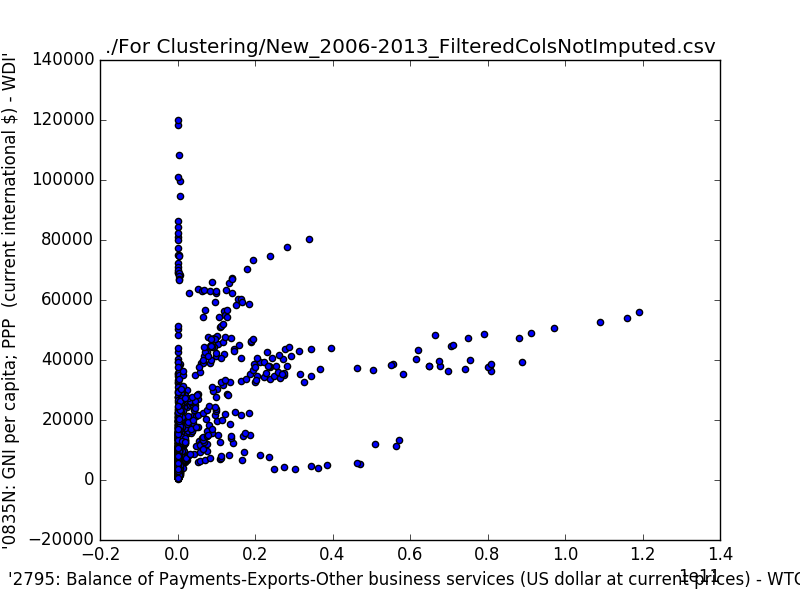 ./For Clustering/New_2006-2013_FilteredColsNotImputed.csv
'0835N: GNI per capita; PPP (current international $) - WDI'
140000
120000
100000
80000
60000
40000
20000
0
−20000
−0.2 0.0 0.2 0.4 0.6 0.8 1.0 1.2 1.4
1e11
'2795: Balance of Payments-Exports-Other business services (US dollar at current prices) - WTO